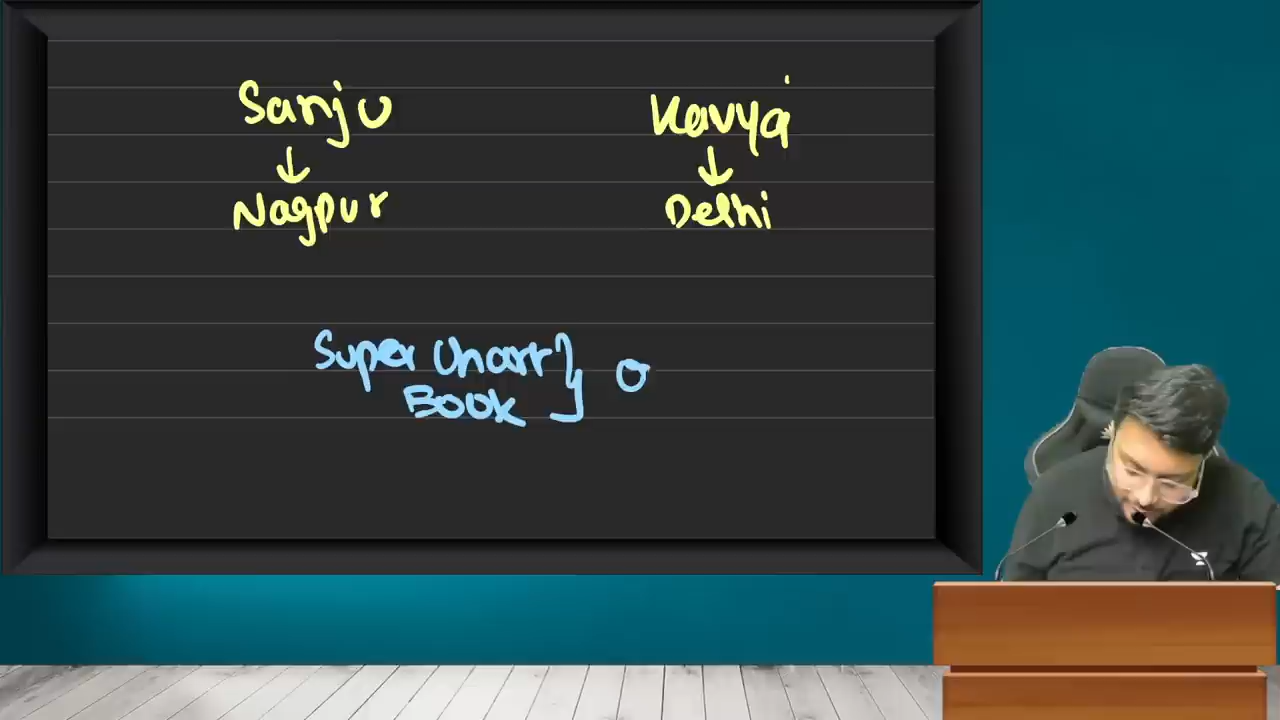 Sanju Kavya
↓ ↓
Nagpur Delhi
Super Chart } O
Book